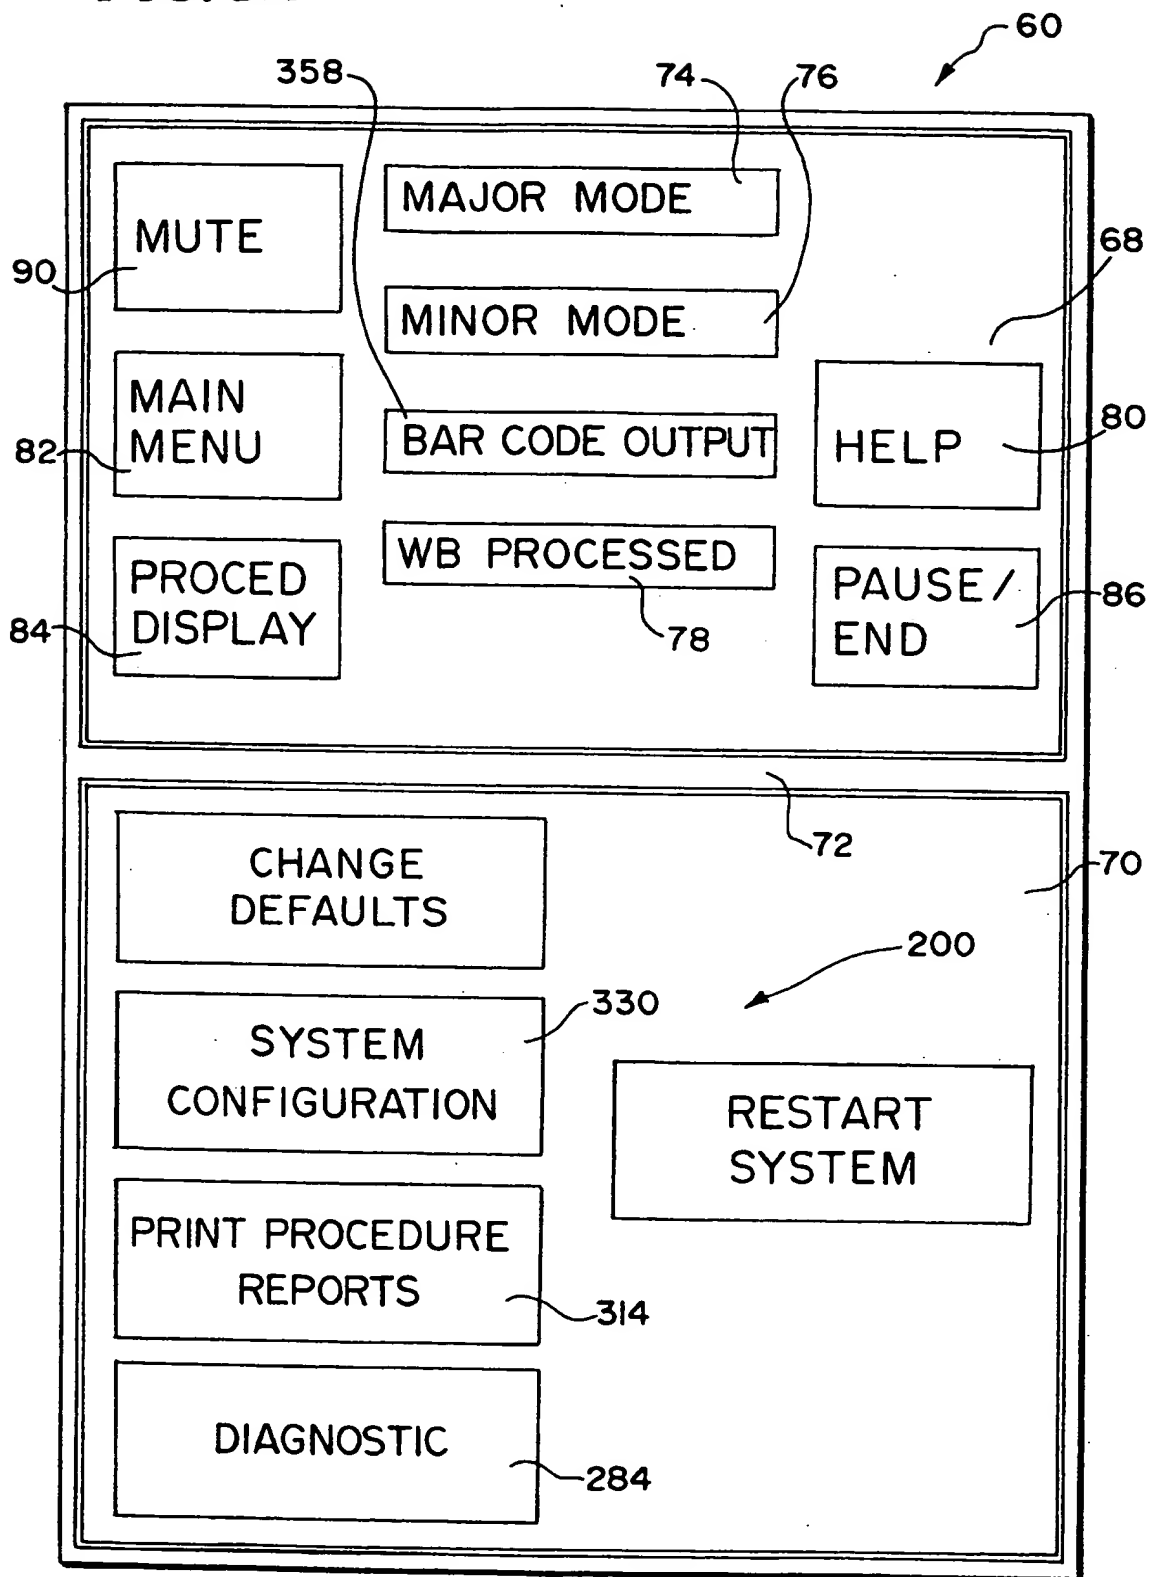 60
358
74
76
MUTE
MAJOR MODE
68
90
MINOR MODE
MAIN
MENU
82
BAR CODE OUTPUT
HELP
80
WB PROCESSED
PROCED
DISPLAY
84
78
PAUSE/
END
86
72
CHANGE
DEFAULTS
70
200
SYSTEM
CONFIGURATION
330
RESTART
SYSTEM
PRINT PROCEDURE
REPORTS
314
DIAGNOSTIC
284